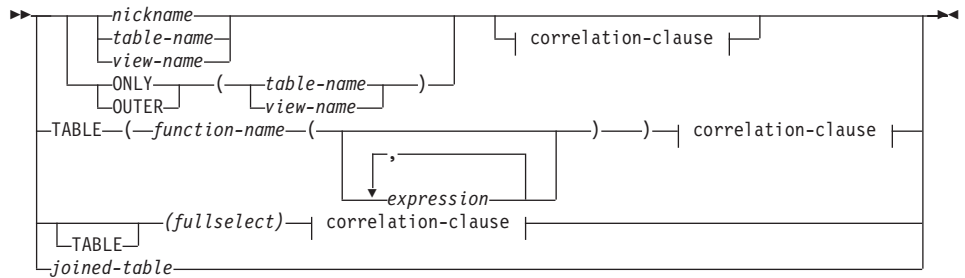 nickname
table-name correlation-clause
view-name
ONLY ( table-name )
OUTER view-name
TABLE ( function-name ( ) ) correlation-clause
,
expression
(fullselect) correlation-clause
TABLE
joined-table